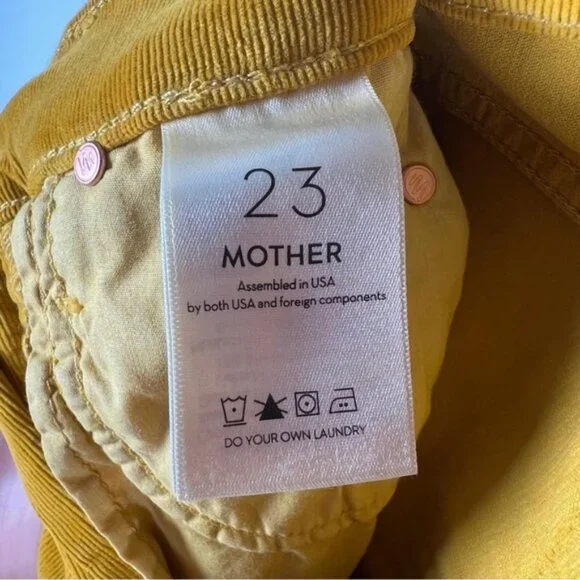 23
MOTHER
Assembled in USA
by both USA and foreign components
DO YOUR OWN LAUNDRY